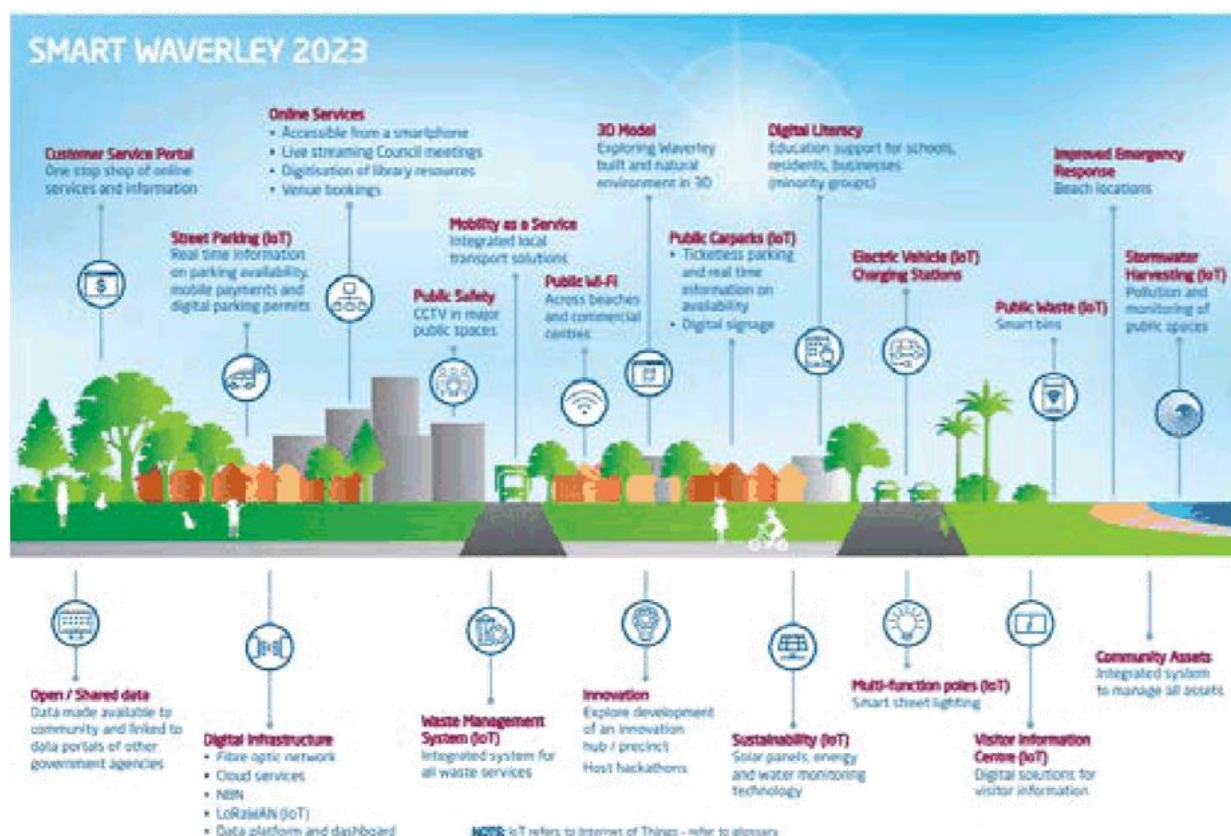 SMART WAVERLEY 2023
Customer Service Portal
One stop shop of online
services and information
Street Parking (IoT)
Real time information
on parking availability,
mobile payments and
digital parking permits
Online Services
• Accessible from a smartphone
• Live streaming Council meetings
• Digitisation of library resources
• Venue bookings
Public Safety
CCTV in major
public spaces
Mobility as a Service
Integrated local
transport solutions
Public Wi-Fi
Across beaches
and commercial
centres
3D Model
Exploring Waverley
built and natural
environment in 3D
Public Carparks (IoT)
• Ticketless parking
and real time
information on
availability
• Digital signage
Digital Literacy
Education support for schools,
residents, businesses
(minority groups)
Electric Vehicle (IoT)
Charging Stations
Public Waste (IoT)
Smart bins
Improved Emergency
Response
Beach locations
Stormwater
Harvesting (IoT)
Pollution and
monitoring of
public spaces
Open / Shared data
Data made available to
community and linked to
data portals of other
government agencies
Digital Infrastructure
• Fibre optic network
• Cloud services
• NBN
• LoRaWAN (IoT)
• Data platform and dashboard
Waste Management
System (IoT)
Integrated system for
all waste services
Innovation
Explore development
of an innovation
hub / precinct
Host hackathons
Sustainability (IoT)
Solar panels, energy
and water monitoring
technology
Multi-function poles (IoT)
Smart street lighting
Visitor Information
Centre (IoT)
Digital solutions for
visitor information
Community Assets
Integrated system
to manage all assets
NOTE: IoT refers to Internet of Things - refer to glossary